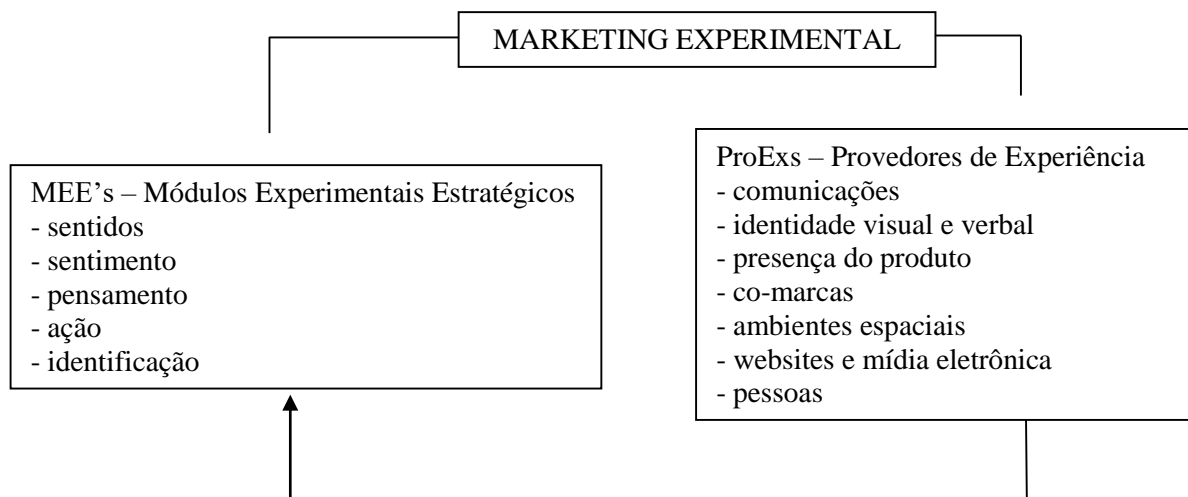 MARKETING EXPERIMENTAL
MEE's – Módulos Experimentais Estratégicos
- sentidos
- sentimento
- pensamento
- ação
- identificação
ProExs – Provedores de Experiência
- comunicações
- identidade visual e verbal
- presença do produto
- co-marcas
- ambientes espaciais
- websites e mídia eletrônica
- pessoas